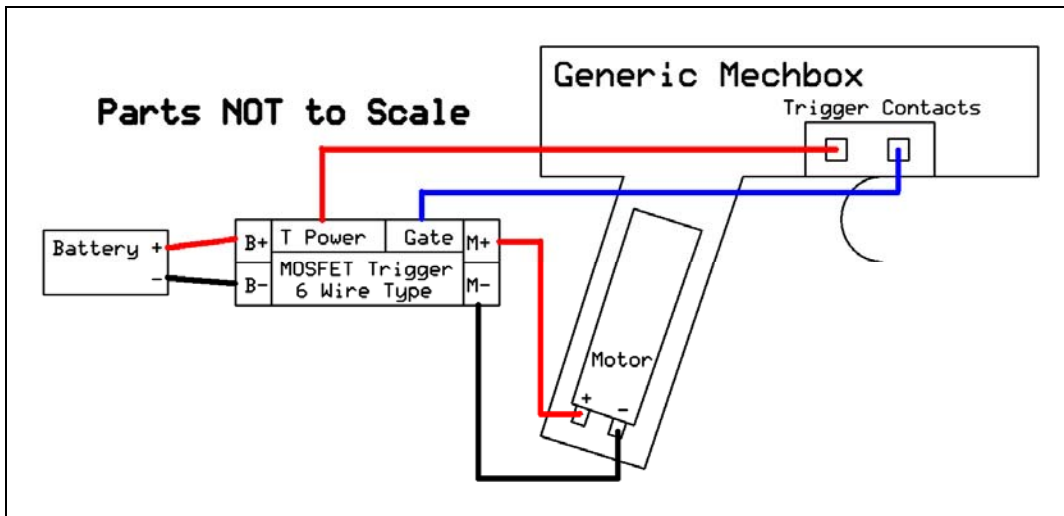 Generic Mechbox
Parts NOT to Scale
Trigger Contacts
Battery +
-
B+
T Power
Gate
M+
B-
MOSFET Trigger
6 Wire Type
M-
Motor
+
-